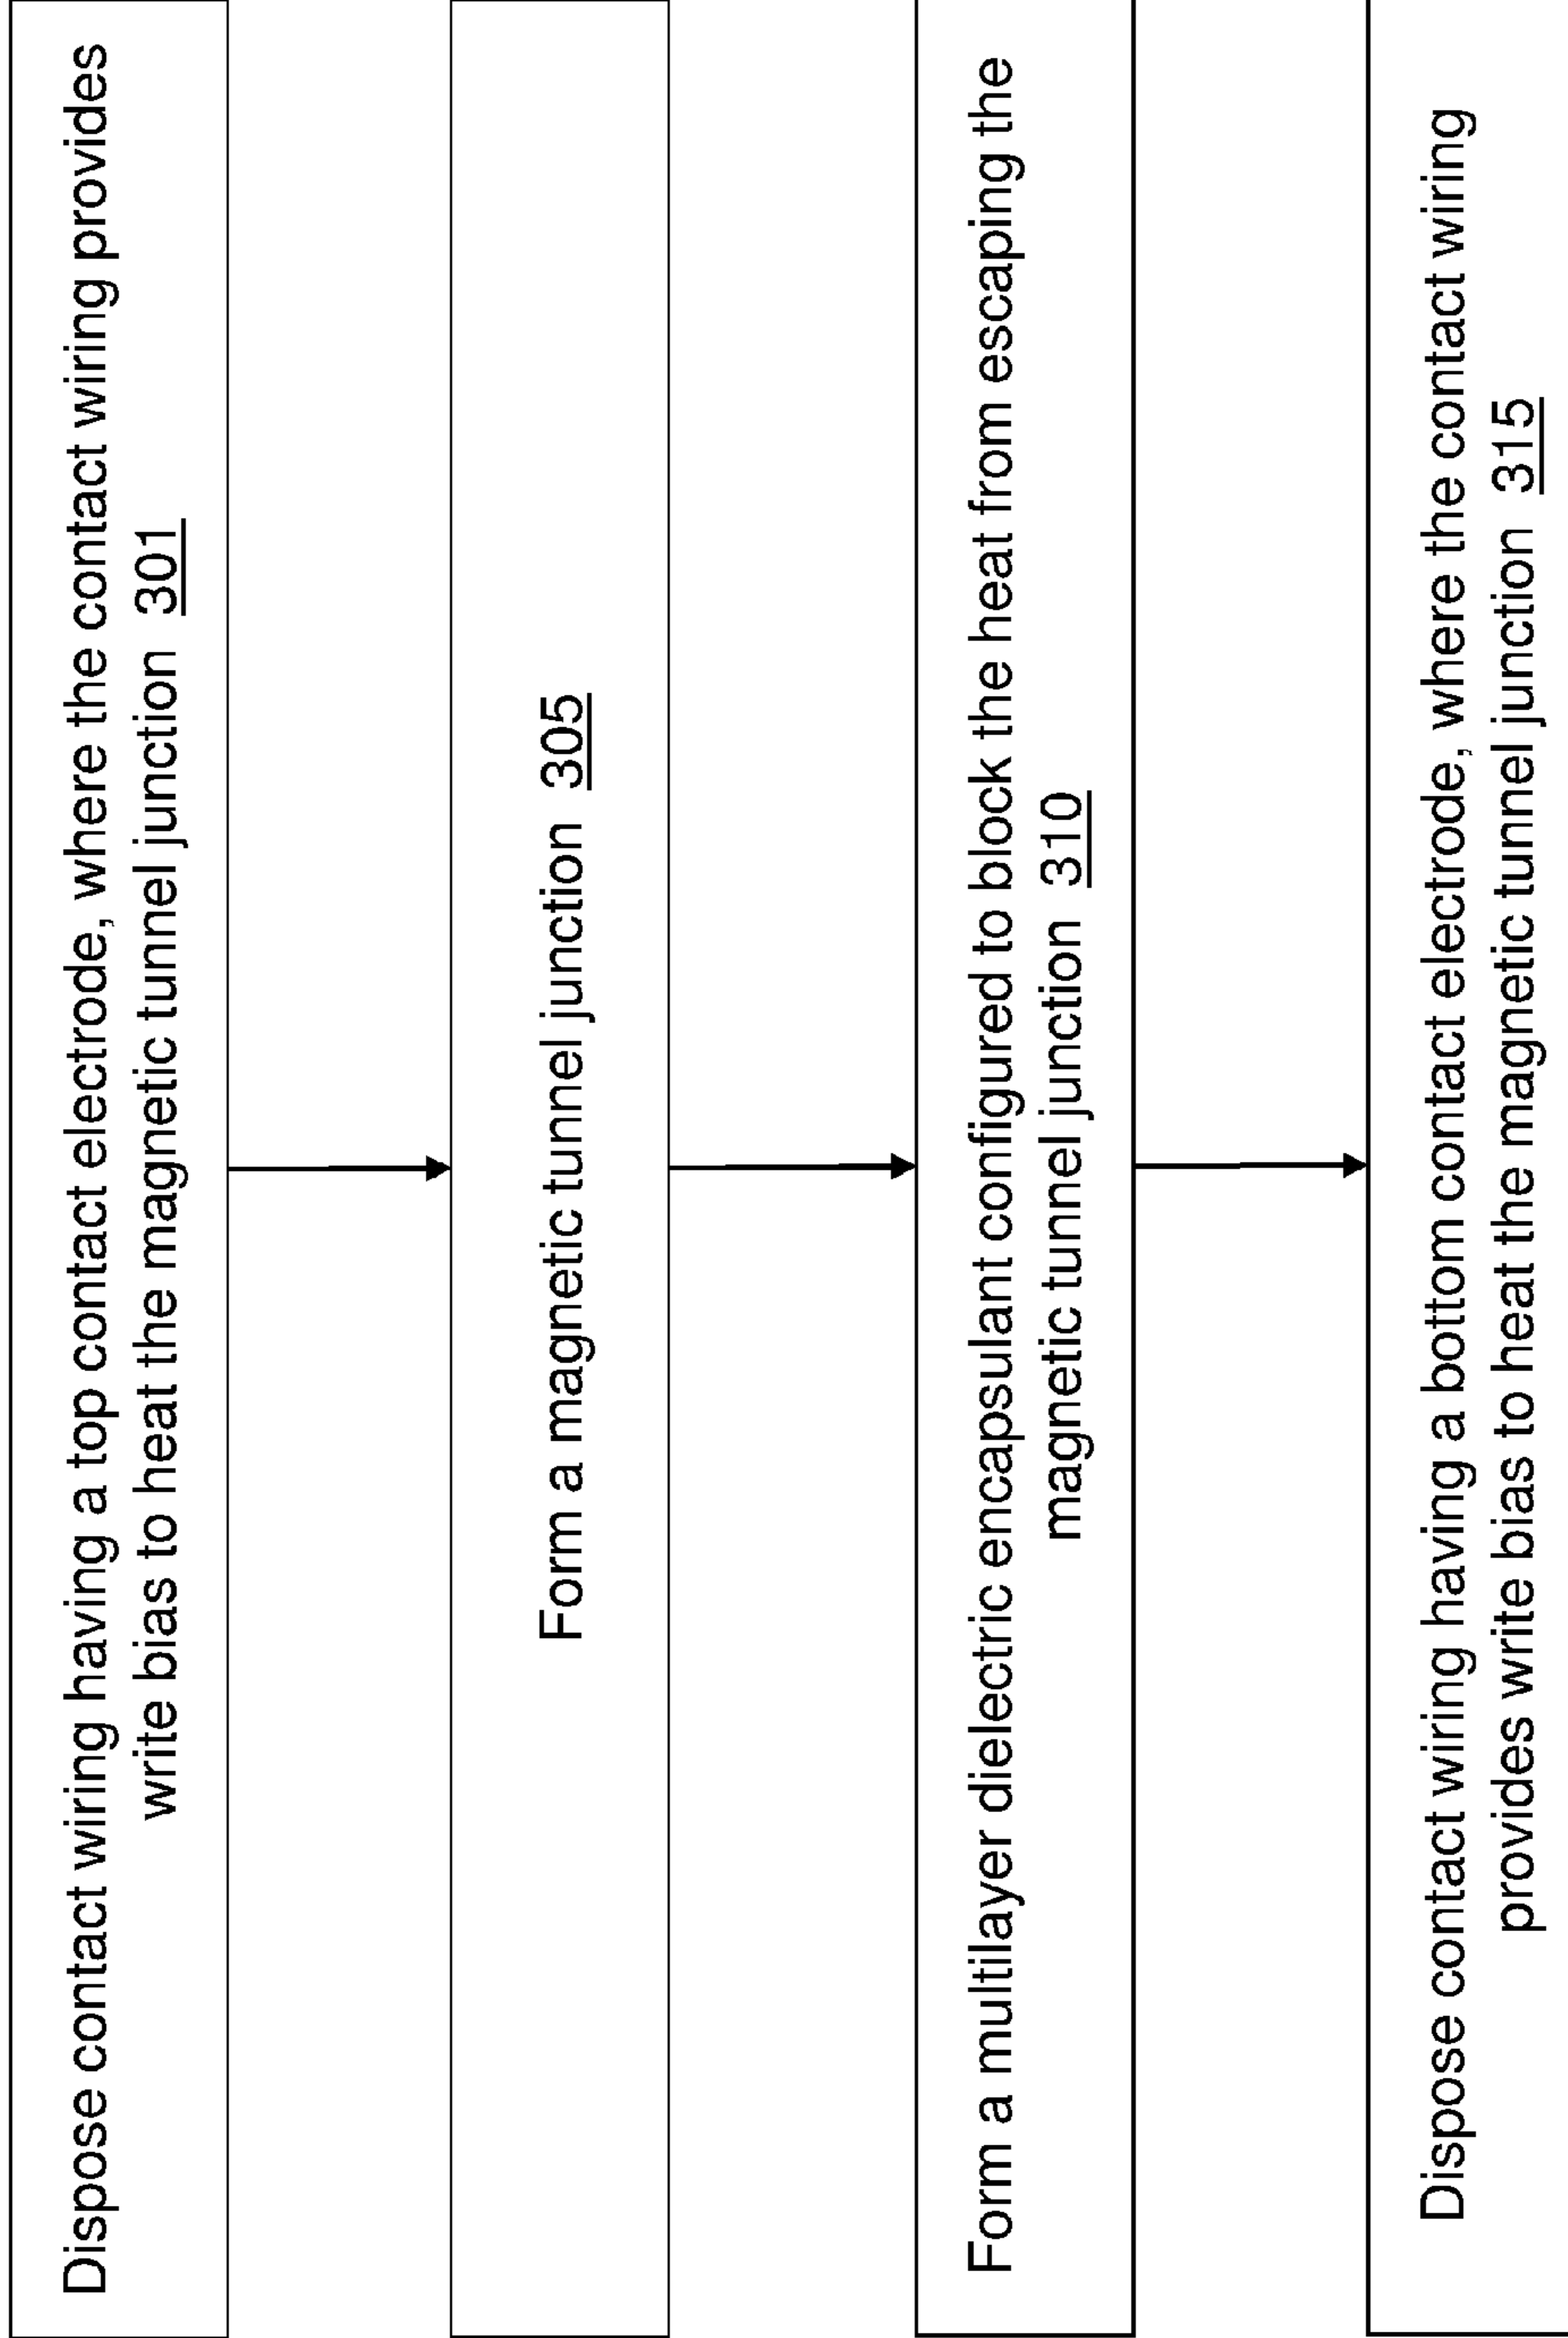 Dispose contact wiring having a top contact electrode, where the contact wiring provides
write bias to heat the magnetic tunnel junction 301
Form a magnetic tunnel junction 305
Form a multilayer dielectric encapsulant configured to block the heat from escaping the
magnetic tunnel junction 310
Dispose contact wiring having a bottom contact electrode, where the contact wiring
provides write bias to heat the magnetic tunnel junction 315